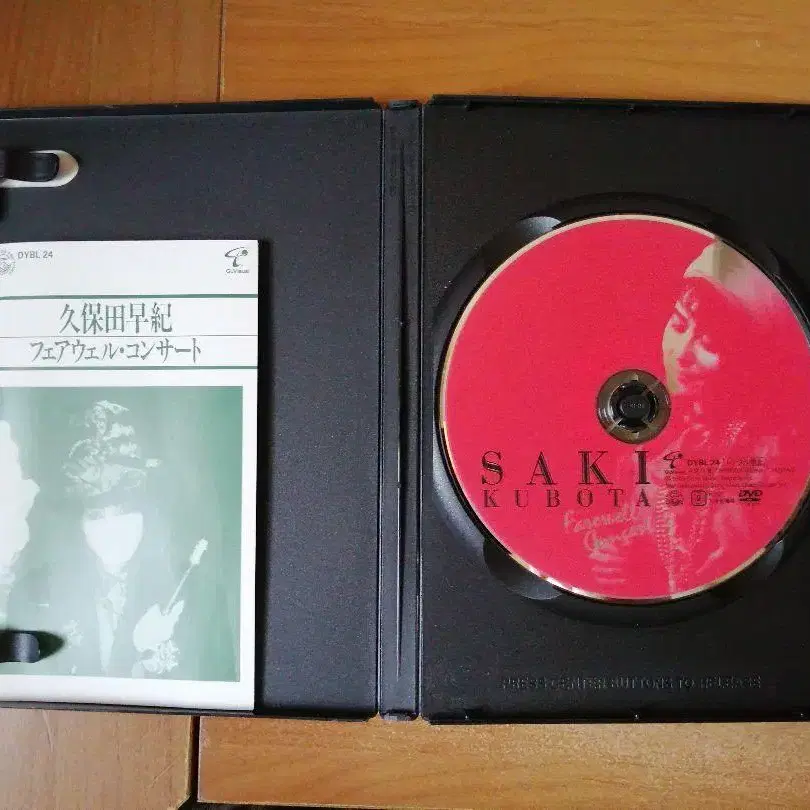 DYBL 24
久保田早紀
フェアウェル・コンサート
SAKI
KUBOTA
Farewell
Concert
DYBL 24
DVD
PRESS CENTER BUTTONS TO RELEASE